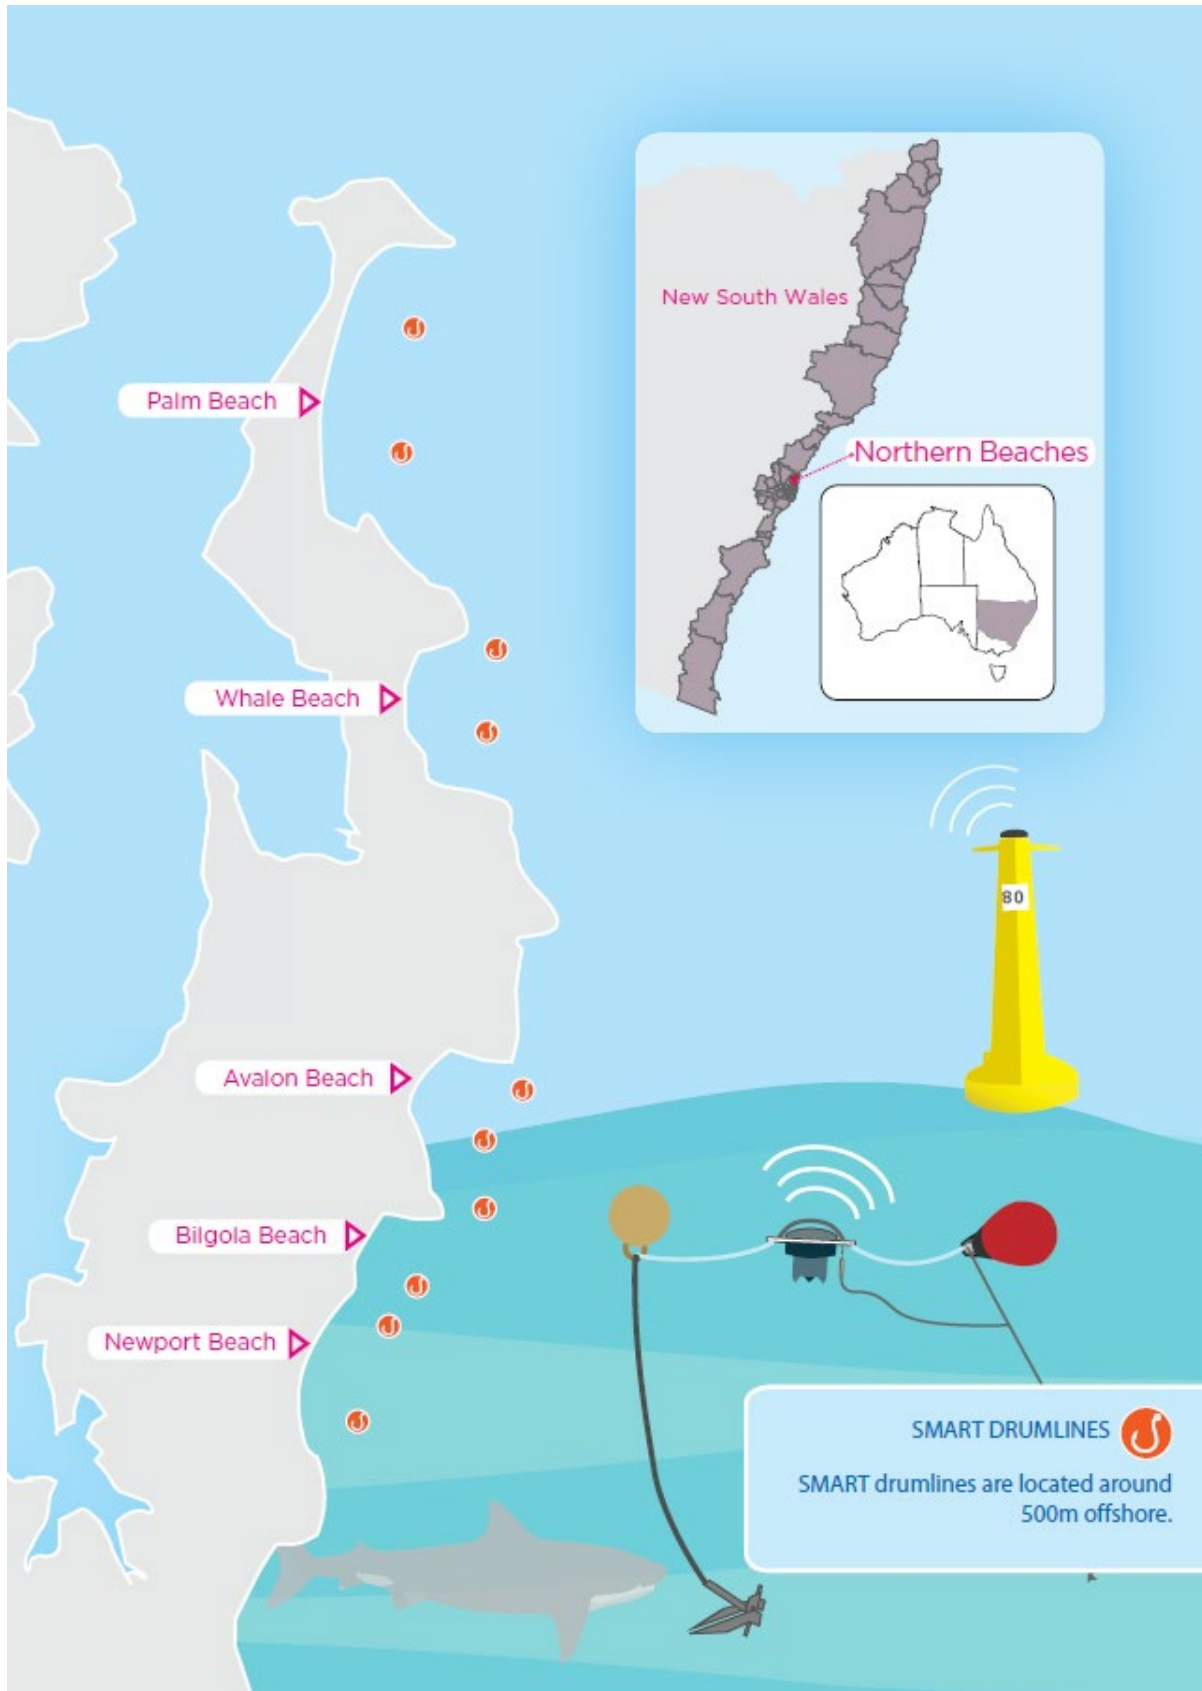 New South Wales
Palm Beach
Northern Beaches
Whale Beach
80
Avalon Beach
Bilgola Beach
Newport Beach
SMART DRUMLINES
SMART drumlines are located around
500m offshore.